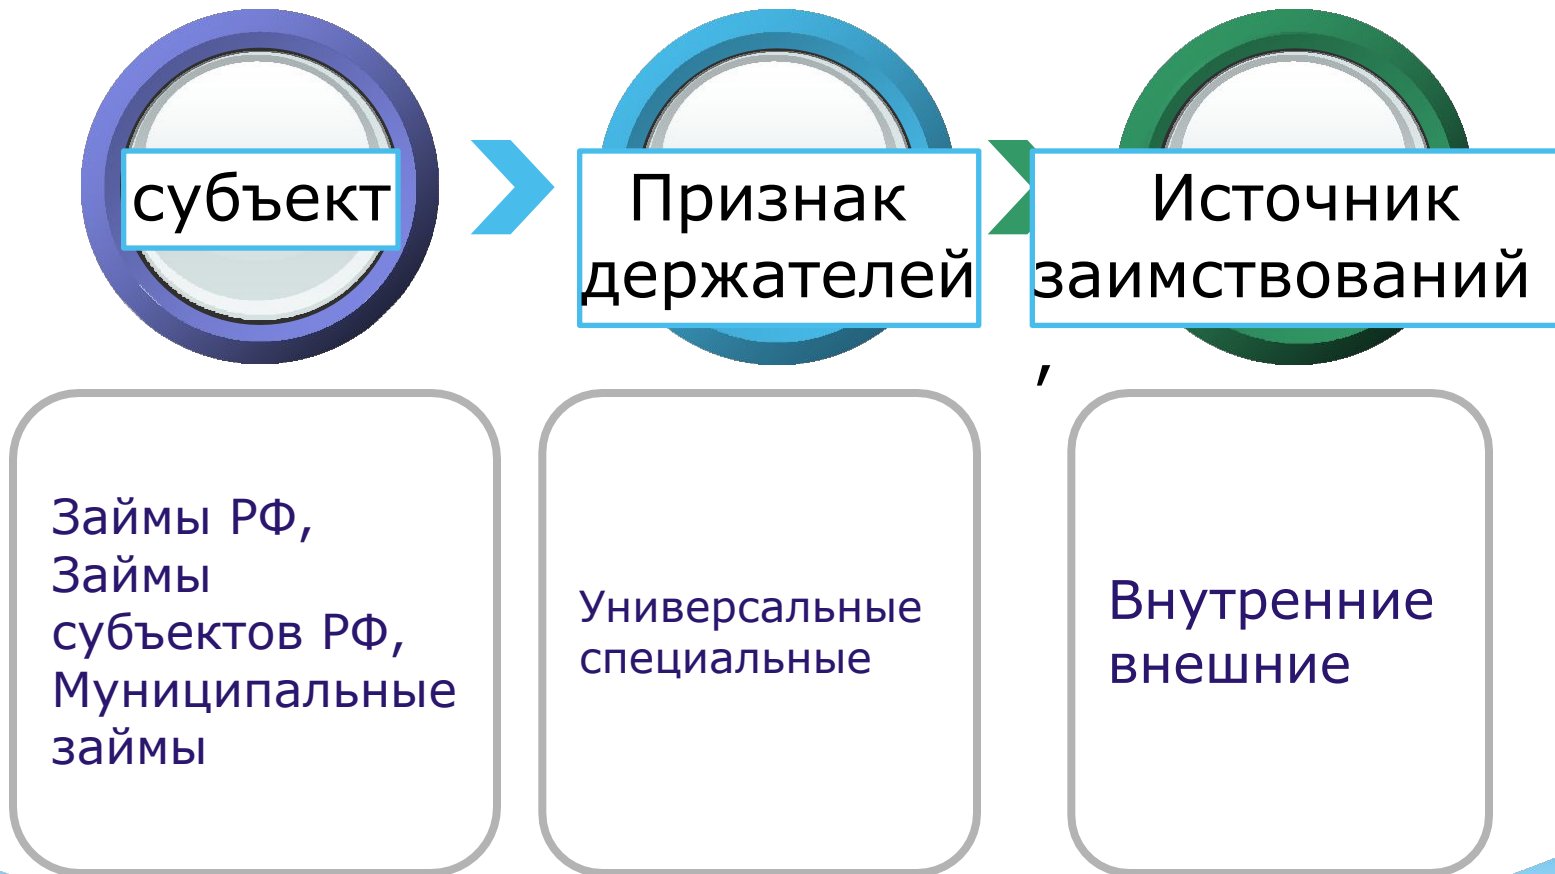 субъект
Признак
держателей
Источник
заимствований
,
Займы РФ,
Займы
субъектов РФ,
Муниципальные
займы
Универсальные
специальные
Внутренние
внешние